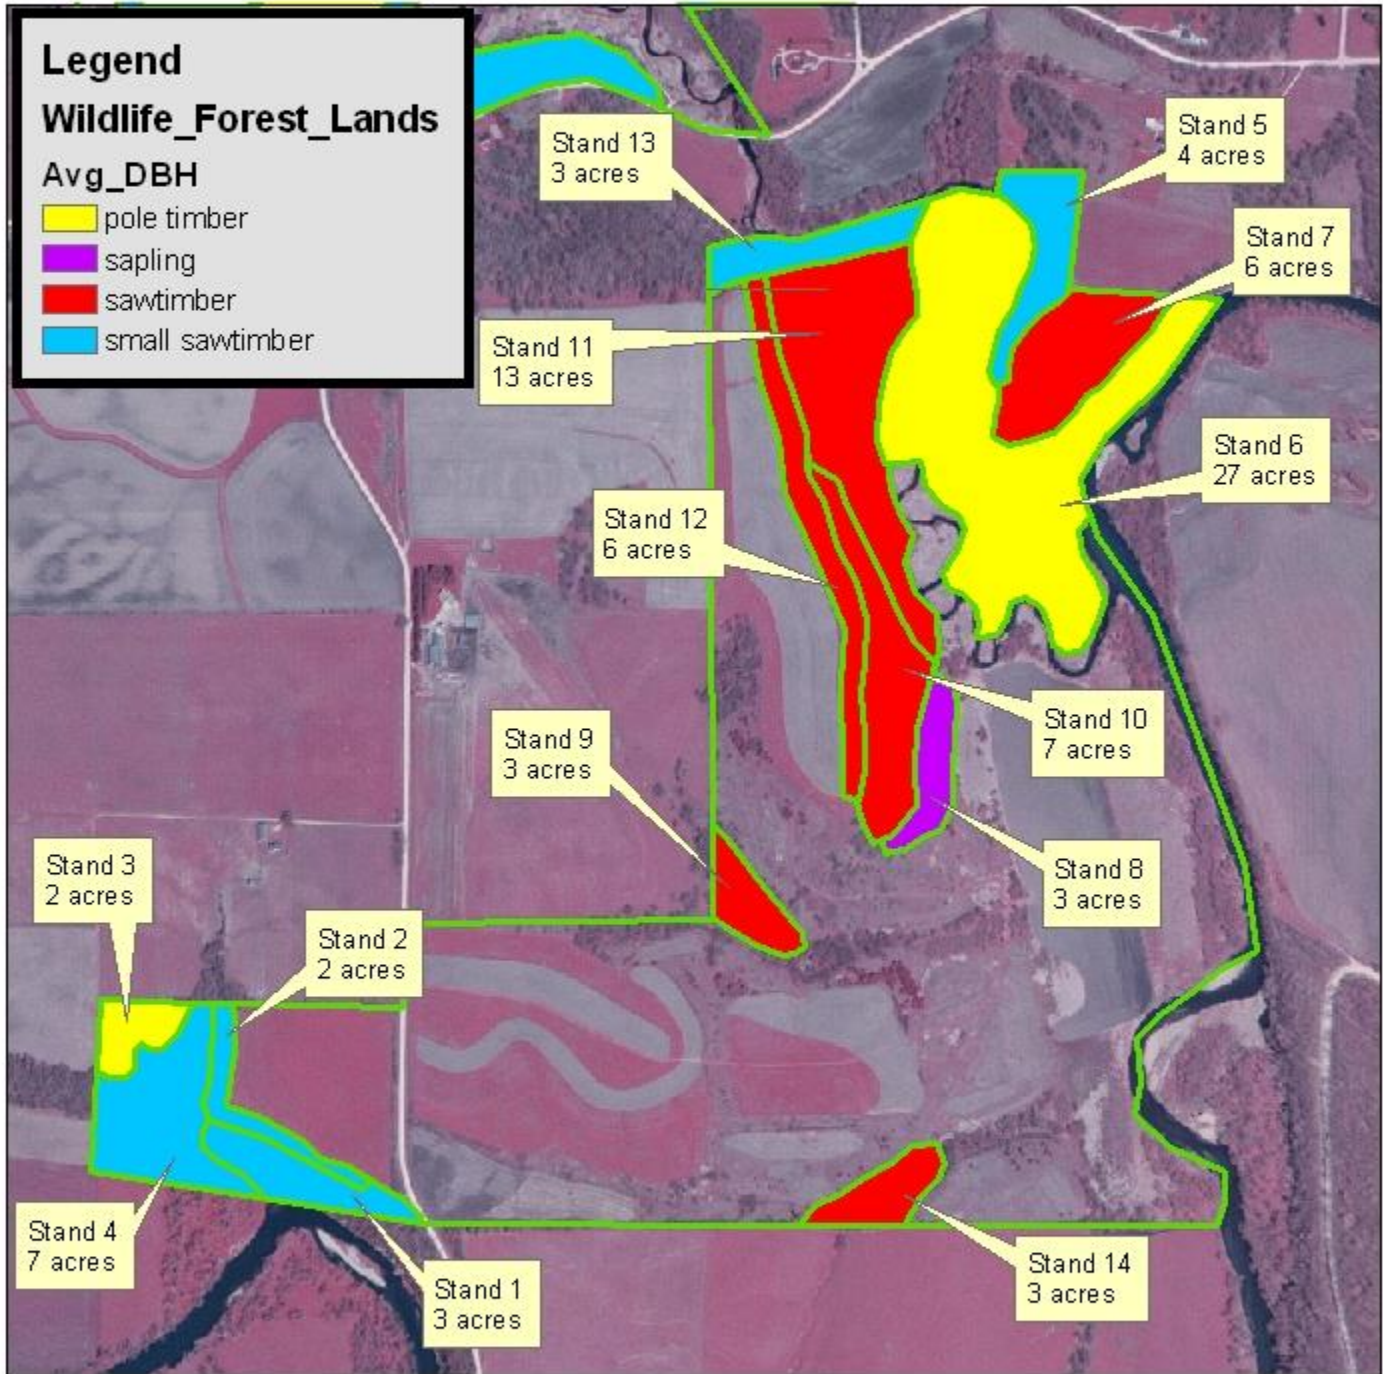 Legend
Wildlife_Forest_Lands
Avg_DBH
pole timber
sapling
sawtimber
small sawtimber
Stand 13
3 acres
Stand 5
4 acres
Stand 7
6 acres
Stand 11
13 acres
Stand 6
27 acres
Stand 12
6 acres
Stand 10
7 acres
Stand 9
3 acres
Stand 8
3 acres
Stand 3
2 acres
Stand 2
2 acres
Stand 4
7 acres
Stand 1
3 acres
Stand 14
3 acres